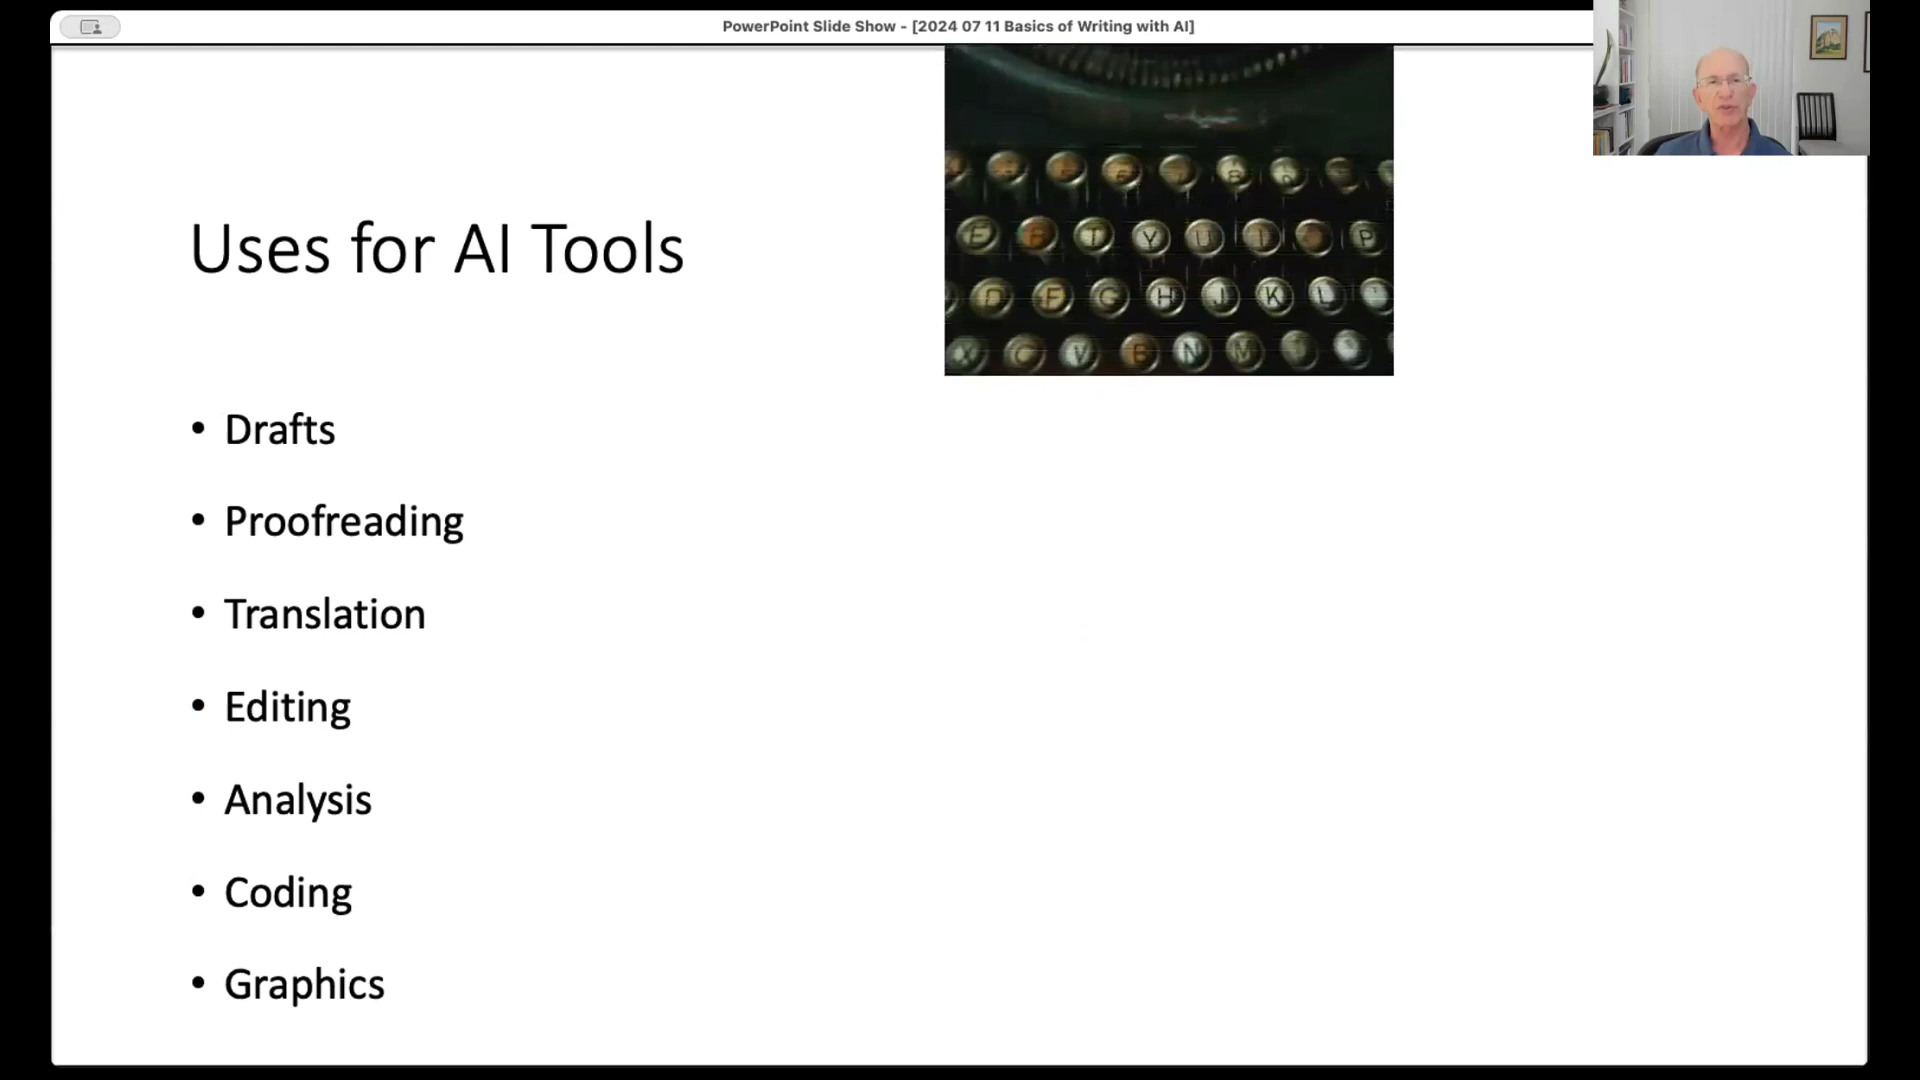 PowerPoint Slide Show - [2024 07 11 Basics of Writing with AI]
Uses for AI Tools
E R T Y U I O P
D F G H J K L
X C V B N M
• Drafts
• Proofreading
• Translation
• Editing
• Analysis
• Coding
• Graphics